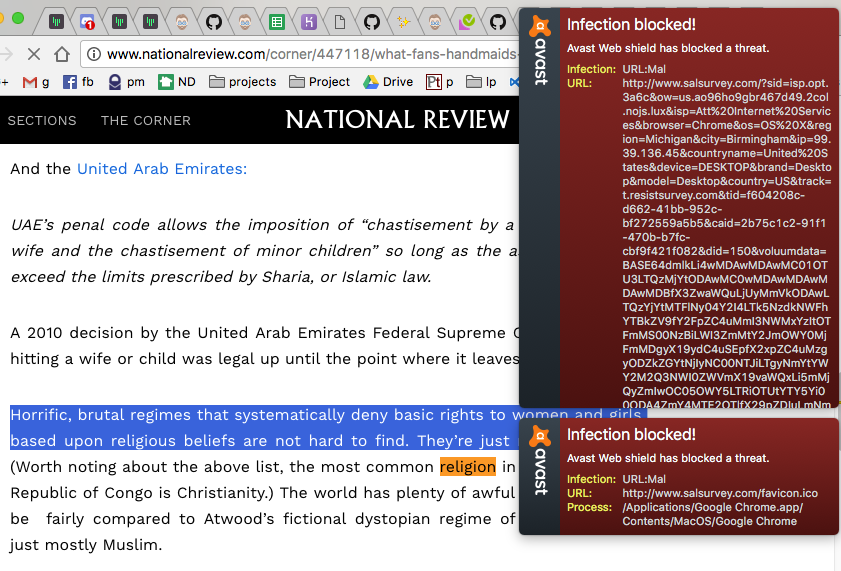 www.nationalreview.com/corner/447118/what-fans-handmaids-
M g
fb
pm
ND
projects
Project
Drive
Pt p
lp
SECTIONS THE CORNER
NATIONAL REVIEW
And the United Arab Emirates:
UAE's penal code allows the imposition of “chastisement by a
wife and the chastisement of minor children” so long as the a
exceed the limits prescribed by Sharia, or Islamic law.
A 2010 decision by the United Arab Emirates Federal Supreme C
hitting a wife or child was legal up until the point where it leaves
Horrific, brutal regimes that systematically deny basic rights to women and girls
based upon religious beliefs are not hard to find. They’re just
(Worth noting about the above list, the most common religion in
Republic of Congo is Christianity.) The world has plenty of awful
be fairly compared to Atwood’s fictional dystopian regime of
just mostly Muslim.
avast
Infection blocked!
Avast Web shield has blocked a threat.
Infection: URL:Mal
URL: http://www.salsurvey.com/?sid=isp.opt.
3a6c&ow=us.ao96ho9gbr467d49.2col
.nojs.lux&isp=Att%20Internet%20Servic
es&browser=Chrome&os=OS%20X&reg
ion=Michigan&city=Birmingham&ip=99.
39.136.45&countryname=United%20S
tates&device=DESKTOP&brand=Deskto
p&model=Desktop&country=US&track=
t.resistsurvey.com&tid=f604208c-
d662-41bb-952c-
bf272559a5b5&caid=2b75c1c2-91f1
-470b-b7fc-
cbf9f421f082&did=150&voluumdata=
avast
Infection blocked!
Avast Web shield has blocked a threat.
Infection: URL:Mal
URL: http://www.salsurvey.com/favicon.ico
Process: /Applications/Google Chrome.app/
Contents/MacOS/Google Chrome